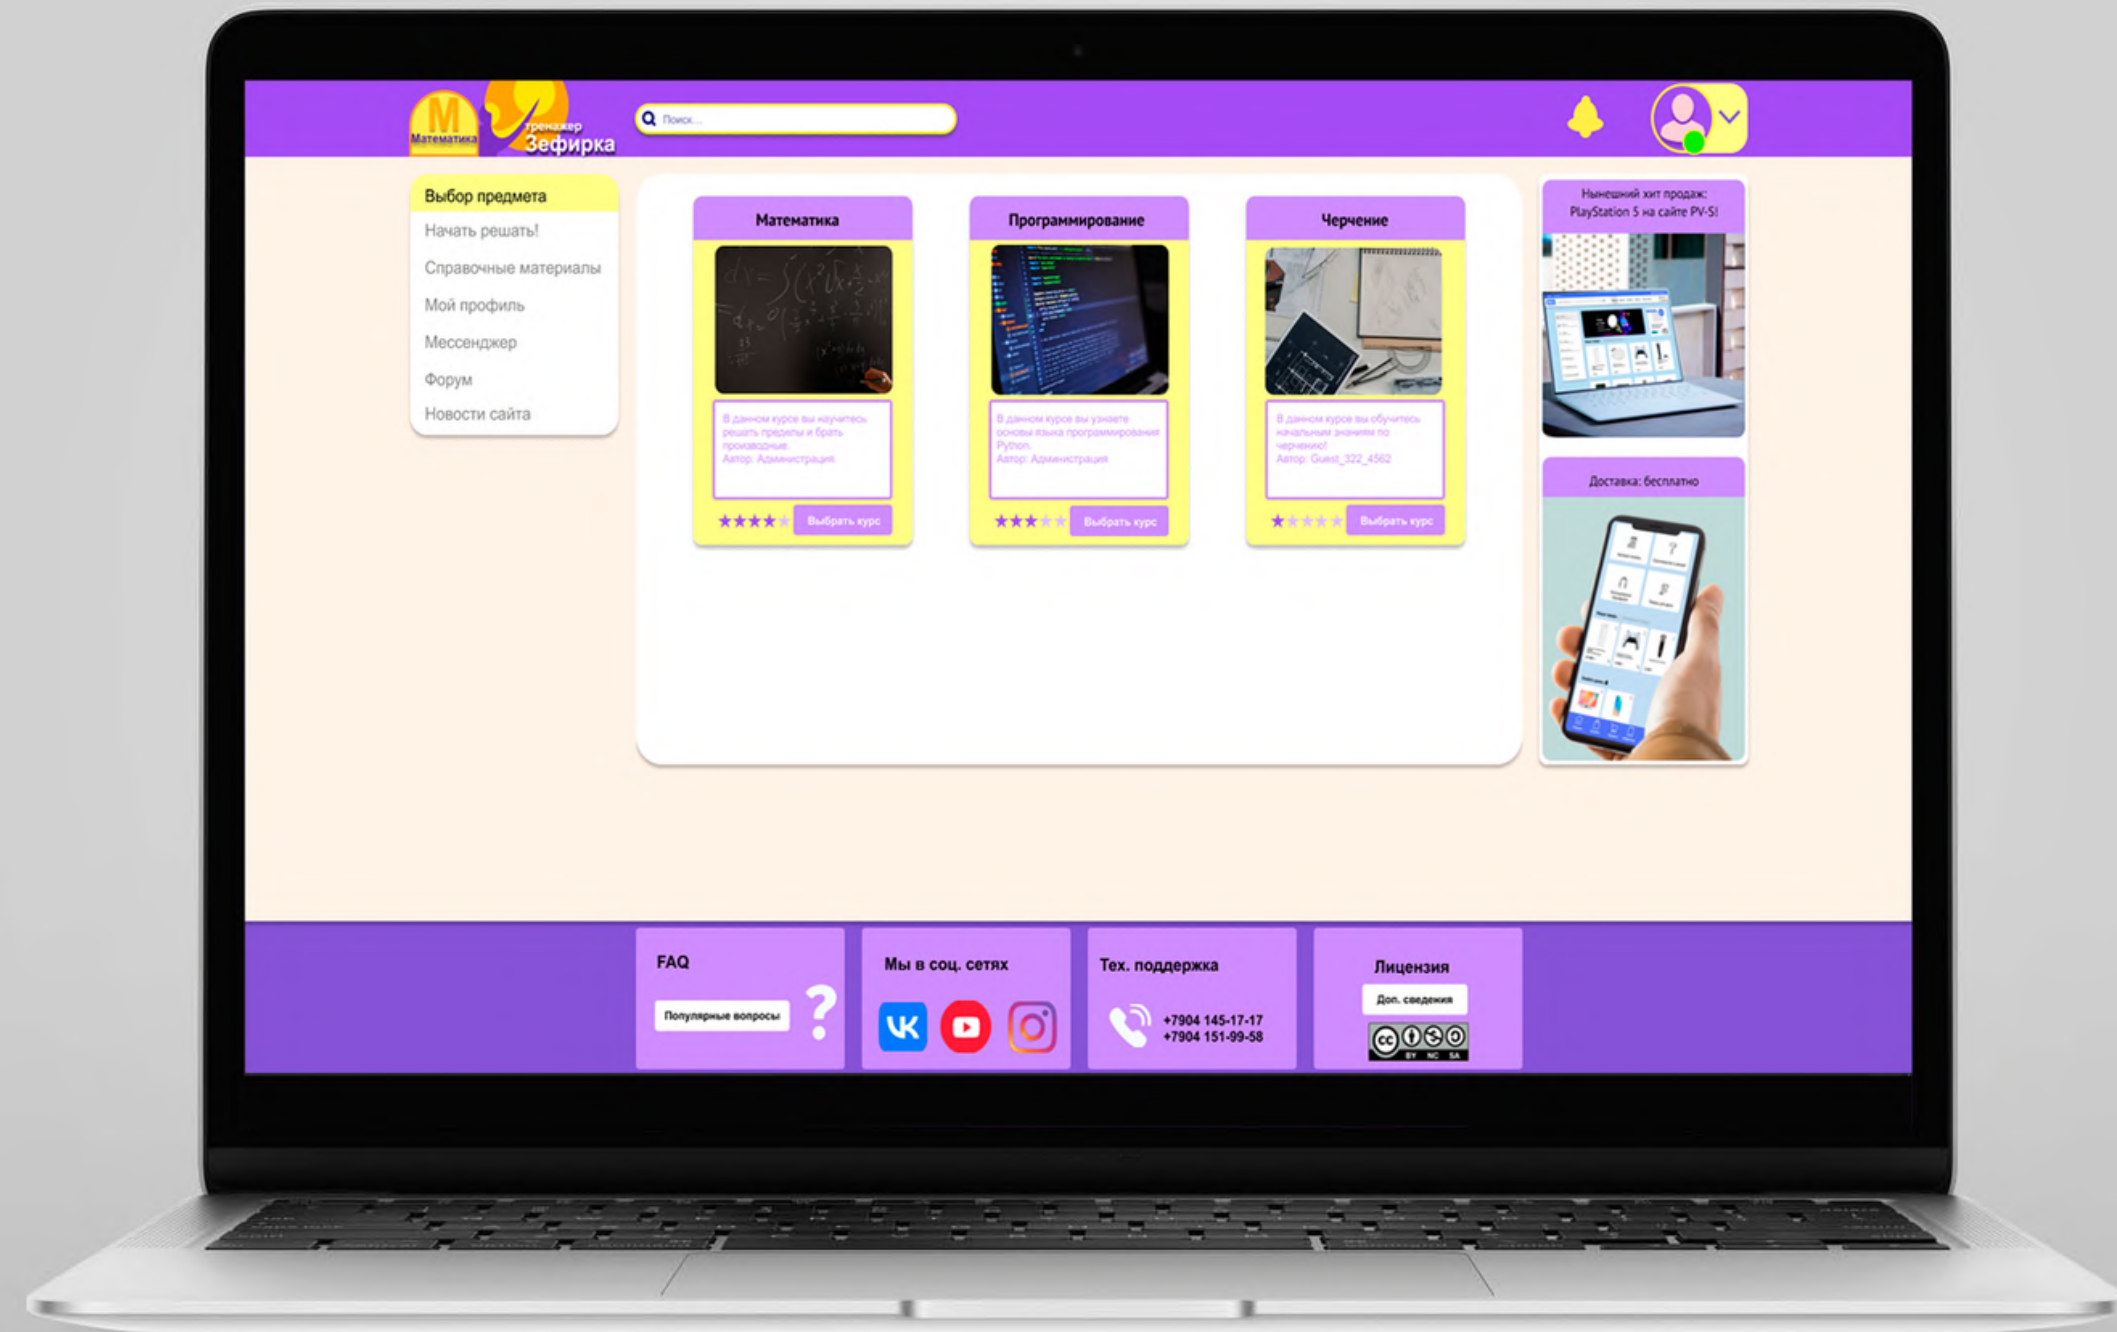 М
Математика
тренажер
Зефирка
Поиск...
Выбор предмета
Начать решать!
Справочные материалы
Мой профиль
Мессенджер
Форум
Новости сайта
Математика
В данном курсе вы научитесь
решать пределы и брать
производные.
Автор: Администрация.
Выбрать курс
Программирование
В данном курсе вы узнаете
основы языка программирования
Python.
Автор: Администрация
Выбрать курс
Черчение
В данном курсе вы обучитесь
начальным знаниям по
черчению!
Автор: Guest_322_4562
Выбрать курс
Нынешний хит продаж:
PlayStation 5 на сайте PV-S!
Доставка: бесплатно
FAQ
Популярные вопросы
?
Мы в соц. сетях
Тех. поддержка
+7904 145-17-17
+7904 151-99-58
Лицензия
Доп. сведения
cc
BY NC SA